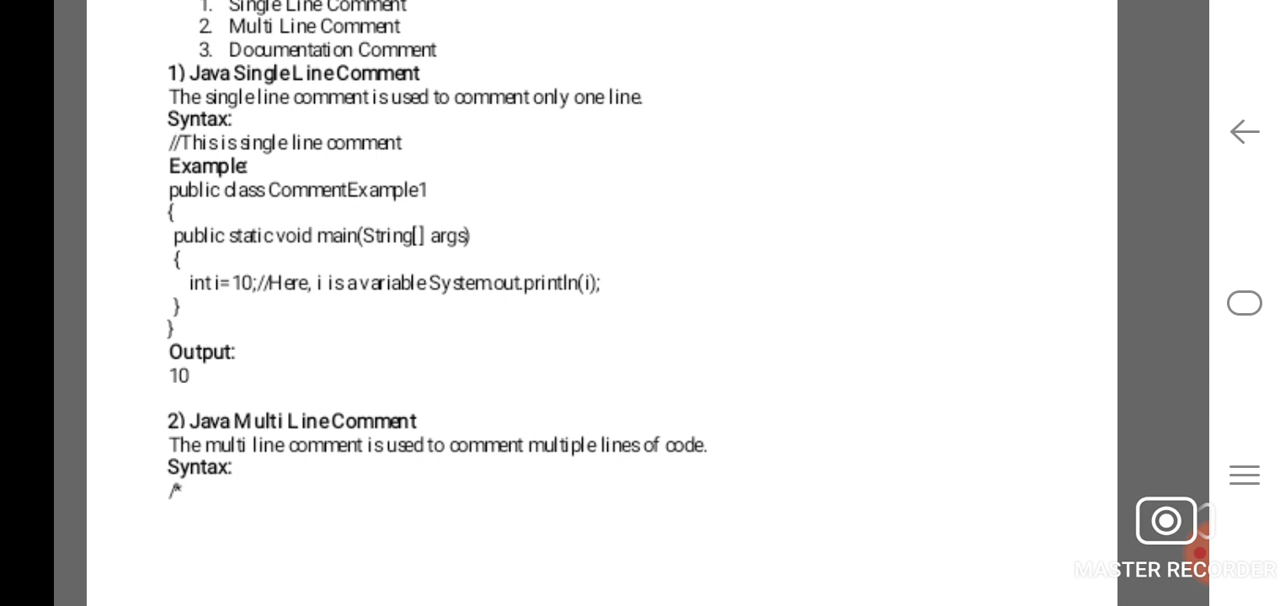 1. Single Line Comment
2. Multi Line Comment
3. Documentation Comment
1) Java Single Line Comment
The single line comment is used to comment only one line.
Syntax:
//This is single line comment
Example:
public class CommentExample1
{
public static void main(String[] args)
{
int i=10;//Here, i is a variable System.out.println(i);
}
}
Output:
10
2) Java Multi Line Comment
The multi line comment is used to comment multiple lines of code.
Syntax:
/*
MASTER RECORDER